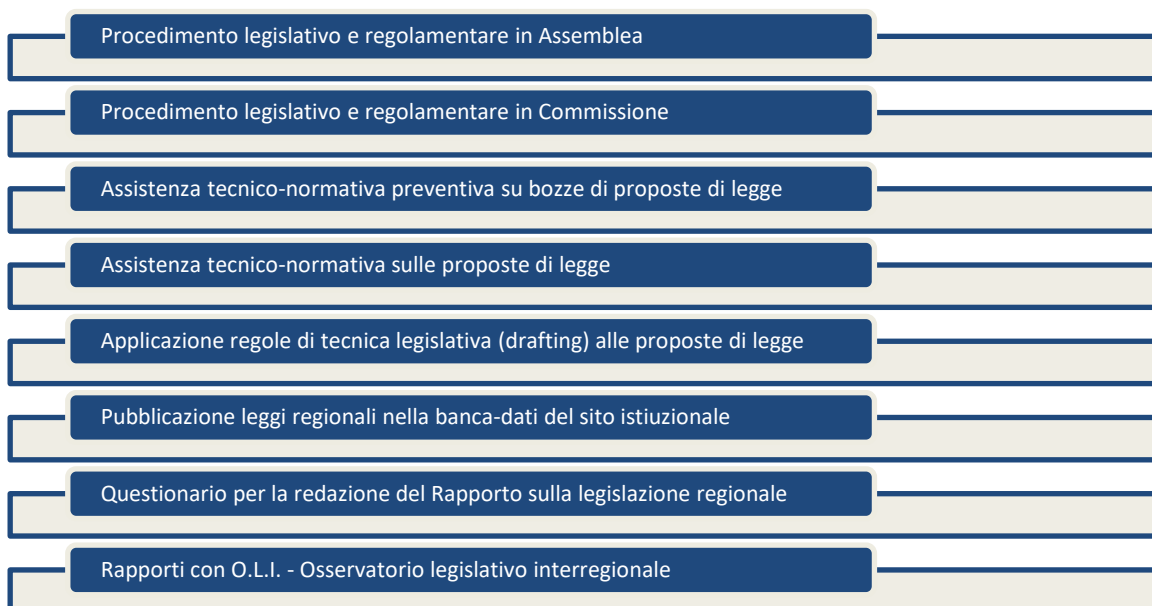 Procedimento legislativo e regolamentare in Assemblea
Procedimento legislativo e regolamentare in Commissione
Assistenza tecnico-normativa preventiva su bozze di proposte di legge
Assistenza tecnico-normativa sulle proposte di legge
Applicazione regole di tecnica legislativa (drafting) alle proposte di legge
Pubblicazione leggi regionali nella banca-dati del sito istiuzionale
Questionario per la redazione del Rapporto sulla legislazione regionale
Rapporti con O.L.I. - Osservatorio legislativo interregionale